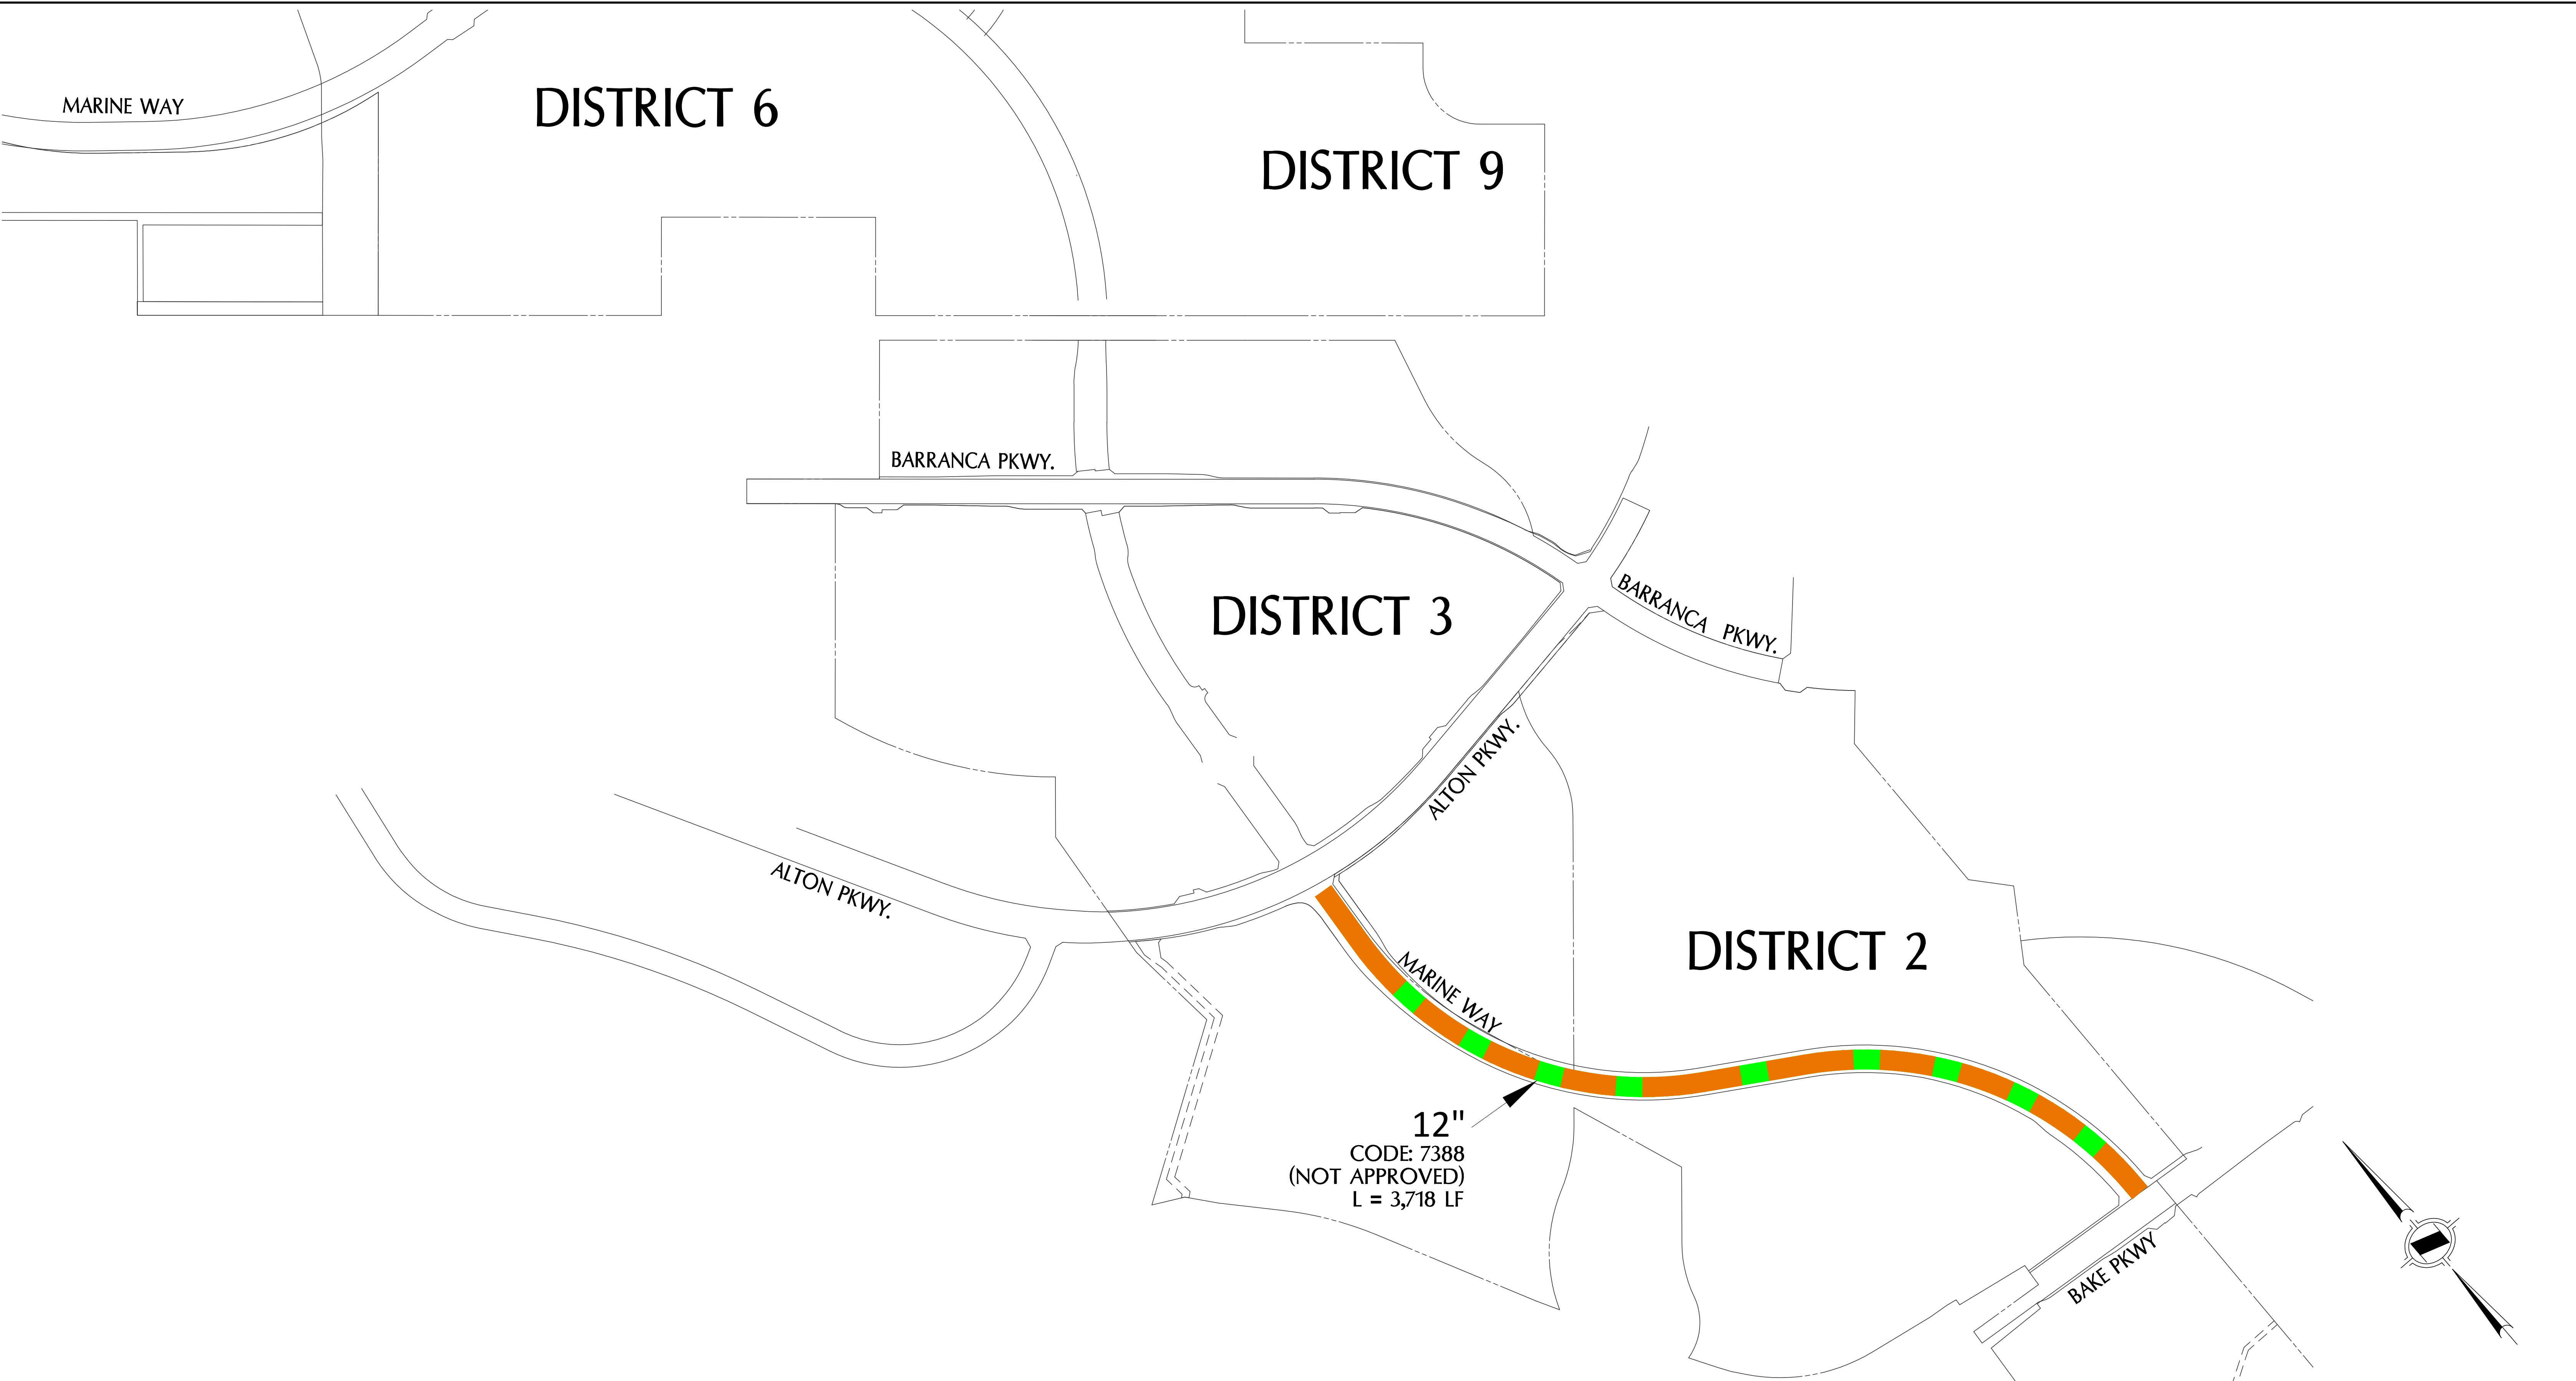 MARINE WAY
DISTRICT 6
DISTRICT 9
BARRANCA PKWY.
DISTRICT 3
BARRANCA PKWY.
ALTON PKWY.
ALTON PKWY.
DISTRICT 2
MARINE WAY
12"
CODE: 7388
(NOT APPROVED)
L = 3,718 LF
BAKE PKWY